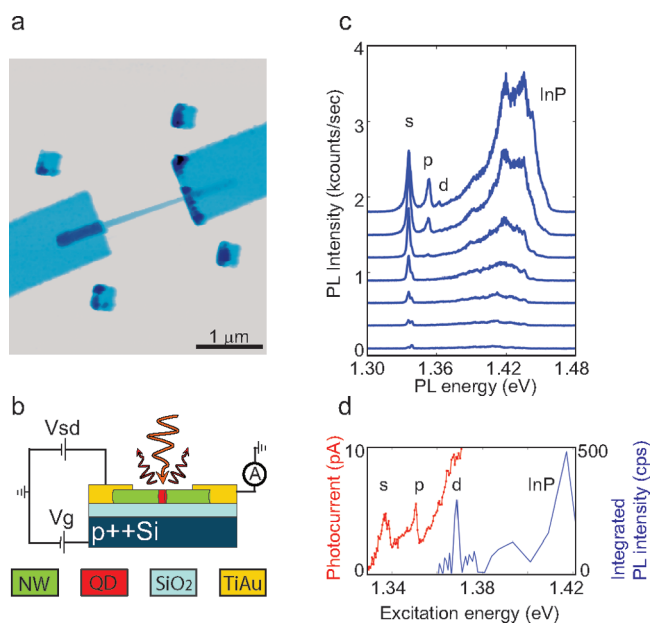 a
1 µm
b
Vsd
Vg
A
p++Si
NW
QD
SiO₂
TiAu
c
PL Intensity (kcounts/sec)
4
3
2
1
0
s
p
d
InP
1.30
1.36
1.42
1.48
PL energy (eV)
d
Photocurrent (pA)
10
0
s
p
d
InP
500
0
Integrated
PL intensity (cps)
1.34
1.38
1.42
Excitation energy (eV)